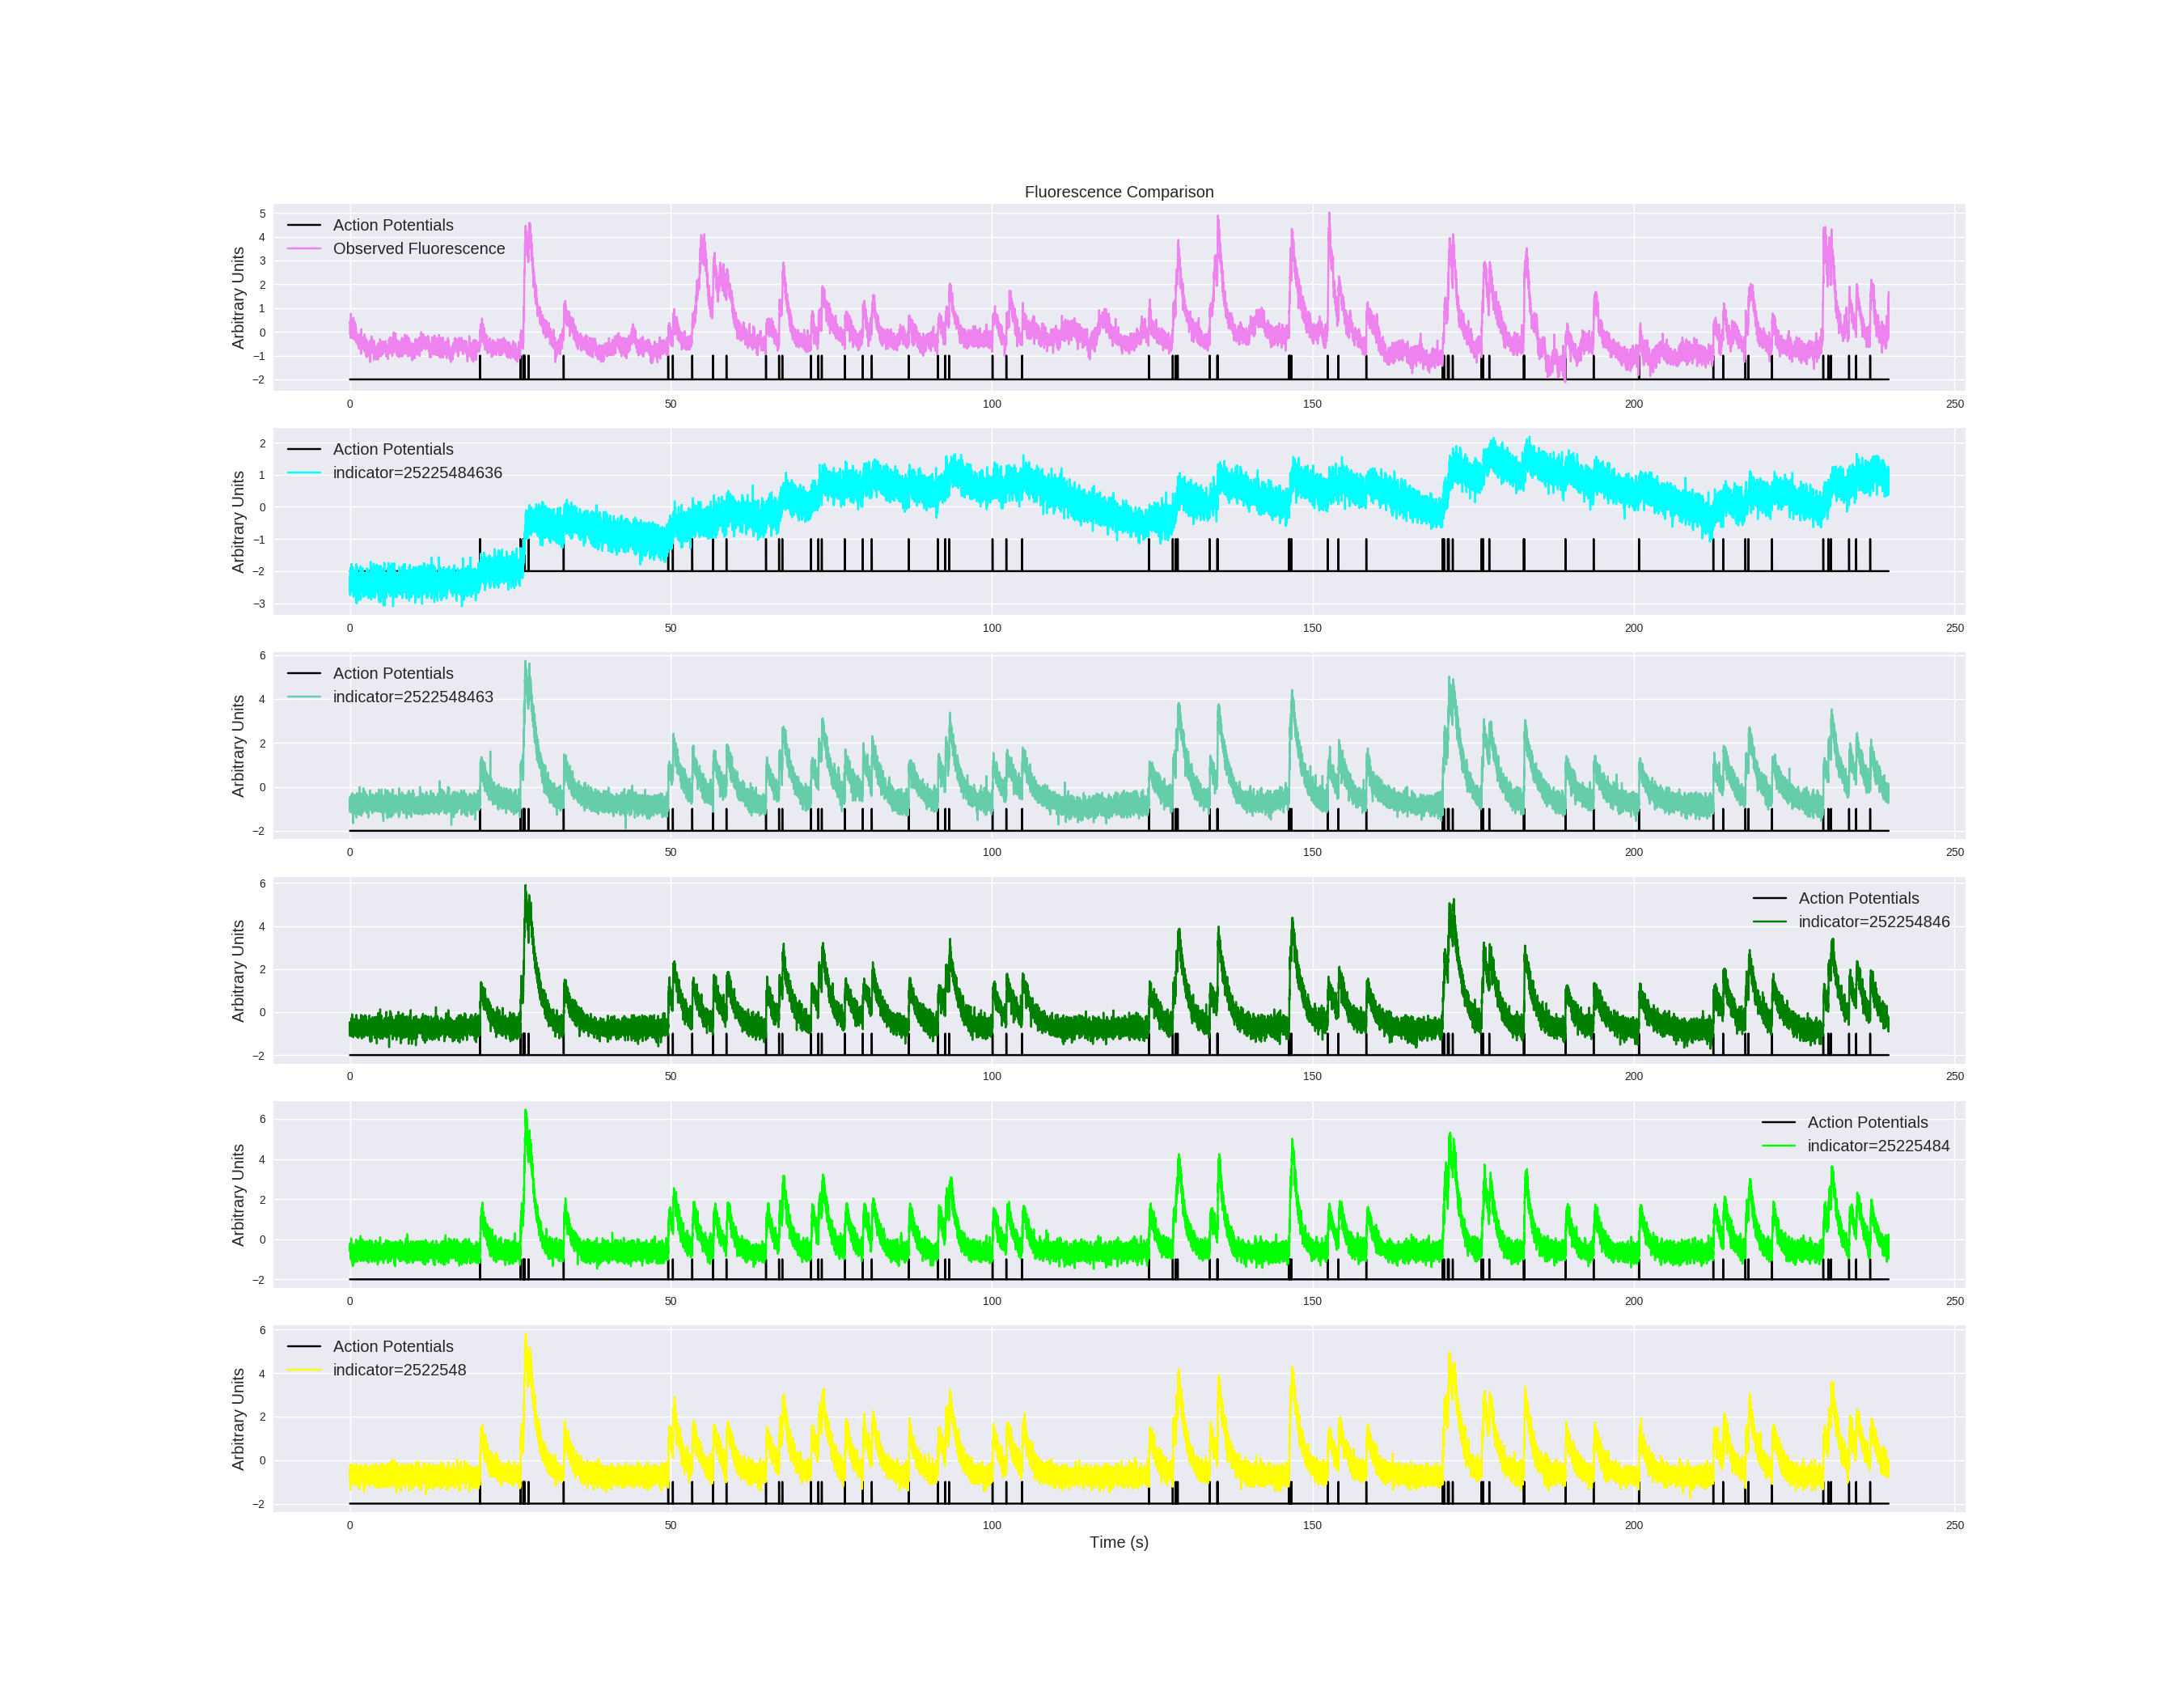 Fluorescence Comparison
Arbitrary Units
5
4
3
2
1
0
−1
−2
Action Potentials
Observed Fluorescence
0 50 100 150 200 250
Arbitrary Units
2
1
0
−1
−2
−3
Action Potentials
indicator=25225484636
0 50 100 150 200 250
Arbitrary Units
6
4
2
0
−2
Action Potentials
indicator=2522548463
0 50 100 150 200 250
Arbitrary Units
6
4
2
0
−2
Action Potentials
indicator=252254846
0 50 100 150 200 250
Arbitrary Units
6
4
2
0
−2
Action Potentials
indicator=25225484
0 50 100 150 200 250
Arbitrary Units
6
4
2
0
−2
Action Potentials
indicator=2522548
0 50 100 150 200 250
Time (s)